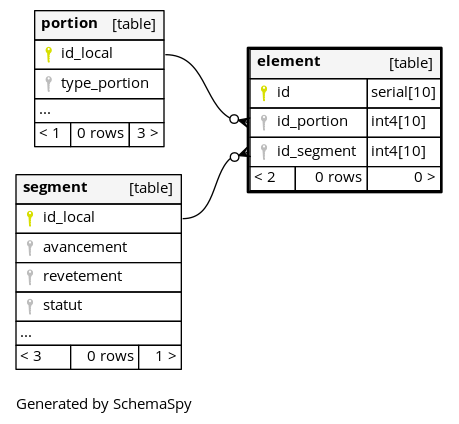 portion [table]
id_local
type_portion
...
< 1 0 rows 3 >
element [table]
id serial[10]
id_portion int4[10]
id_segment int4[10]
< 2 0 rows 0 >
segment [table]
id_local
avancement
revetement
statut
...
< 3 0 rows 1 >
Generated by SchemaSpy